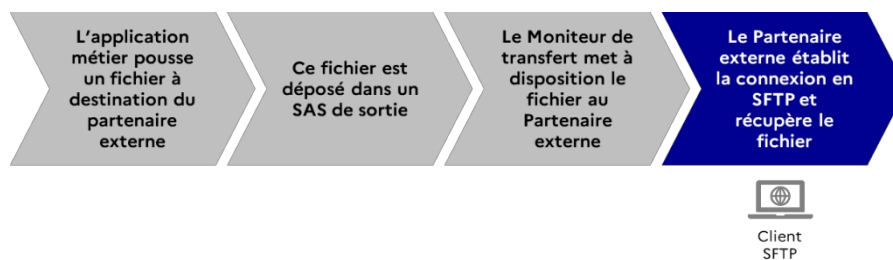 L’application
métier pousse
un fichier à
destination du
partenaire
externe
Ce fichier est
déposé dans un
SAS de sortie
Le Moniteur de
transfert met à
disposition le
fichier au
Partenaire
externe
Le Partenaire
externe établit
la connexion en
SFTP et
récupère le
fichier
Client
SFTP